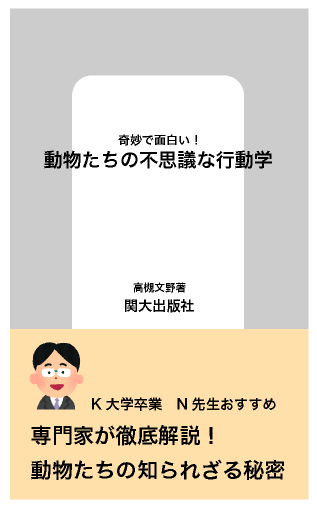 奇妙で面白い！
動物たちの不思議な行動学
高槻文野著
関大出版社
K大学卒業　N先生おすすめ
専門家が徹底解説！
動物たちの知られざる秘密